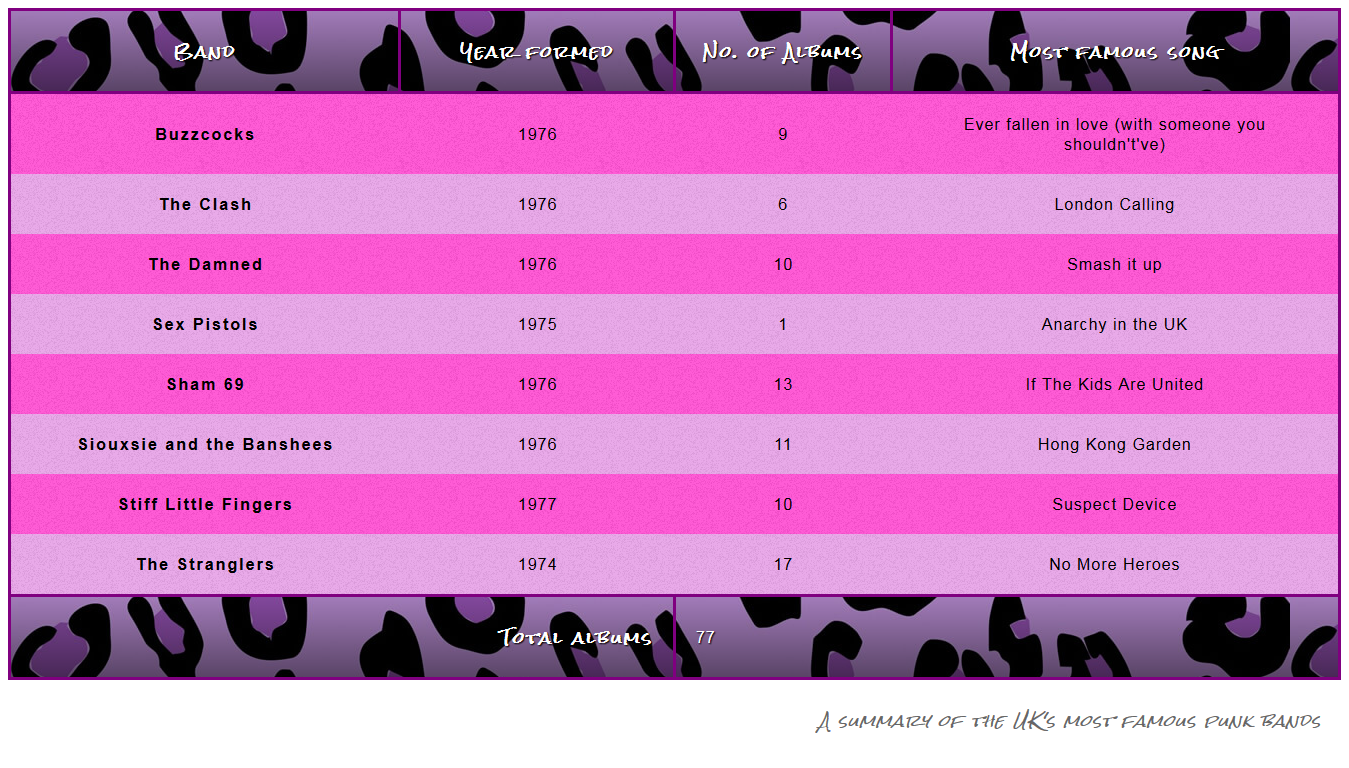 Band Year formed No. of Albums Most famous song
Buzzcocks 1976 9 Ever fallen in love (with someone you
shouldn't've)
The Clash 1976 6 London Calling
The Damned 1976 10 Smash it up
Sex Pistols 1975 1 Anarchy in the UK
Sham 69 1976 13 If The Kids Are United
Siouxsie and the Banshees 1976 11 Hong Kong Garden
Stiff Little Fingers 1977 10 Suspect Device
The Stranglers 1974 17 No More Heroes
Total albums 77
A summary of the UK's most famous punk bands